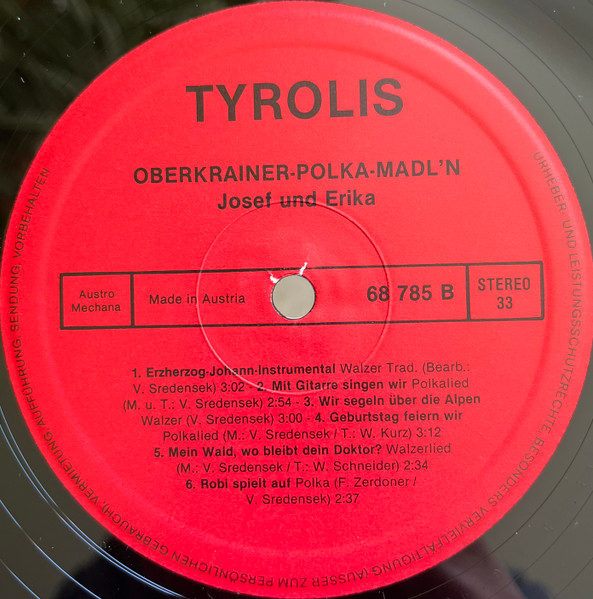 TYROLIS
OBERKRAINER-POLKA-MADL'N
Josef und Erika
Austro
Mechana
Made in Austria
68 785 B
STEREO
33
1. Erzherzog-Johann-Instrumental Walzer Trad. (Bearb.:
V. Sredensek) 3:02 - 2. Mit Gitarre singen wir Polkalied
(M. u. T.: V. Sredensek) 2:54 - 3. Wir segeln über die Alpen
Walzer (V. Sredensek) 3:00 - 4. Geburtstag feiern wir
Polkalied (M.: V. Sredensek / T.: W. Kurz) 3:12
5. Mein Wald, wo bleibt dein Doktor? Walzerlied
(M.: V. Sredensek / T.: W. Schneider) 2:34
6. Robi spielt auf Polka (F. Zerdoner /
V. Sredensek) 2:37
URHEBER- UND LEISTUNGSSCHUTZRECHTE, BESONDERS VERVIELFÄLTIGUNG (AUSSER ZUM PERSÖNLICHEN GEBRAUCH), VERMIETUNG, AUFFÜHRUNG, SENDUNG, VORBEHALTEN